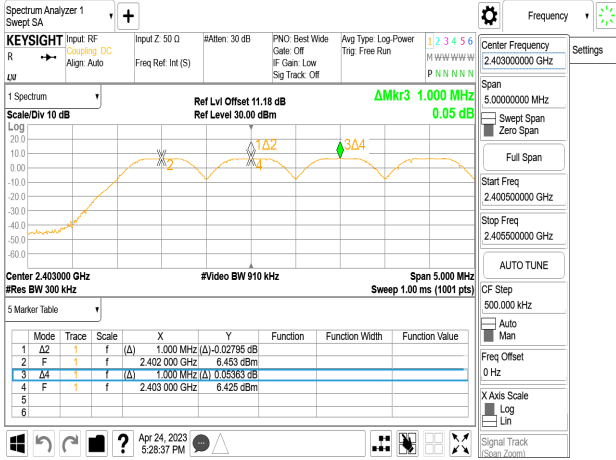 Spectrum Analyzer 1
Swept SA
Frequency
KEYSIGHT
Input: RF
Coupling: DC
Align: Auto
Input Z: 50 Ω
Freq Ref: Int (S)
#Atten: 30 dB
PNO: Best Wide
Gate: Off
IF Gain: Low
Sig Track: Off
Avg Type: Log-Power
Trig: Free Run
1 2 3 4 5 6
M W W W W W
P N N N N N
R
LXI
1 Spectrum
Scale/Div 10 dB
Ref Lvl Offset 11.18 dB
Ref Level 30.00 dBm
ΔMkr3 1.000 MHz
0.05 dB
Log
20.0
10.0
0.00
-10.0
-20.0
-30.0
-40.0
-50.0
-60.0
2
1Δ2
4
3Δ4
Center 2.403000 GHz
#Res BW 300 kHz
#Video BW 910 kHz
Span 5.000 MHz
Sweep 1.00 ms (1001 pts)
5 Marker Table
Mode Trace Scale X Y Function Function Width Function Value
1 Δ2 1 f (Δ) 1.000 MHz (Δ) -0.02795 dB
2 F 1 f 2.402 000 GHz 6.453 dBm
3 Δ4 1 f (Δ) 1.000 MHz (Δ) 0.05363 dB
4 F 1 f 2.403 000 GHz 6.425 dBm
5
6
Apr 24, 2023
5:28:37 PM
?
Settings
Center Frequency
2.403000000 GHz
Span
5.00000000 MHz
Swept Span
Zero Span
Full Span
Start Freq
2.400500000 GHz
Stop Freq
2.405500000 GHz
AUTO TUNE
CF Step
500.000 kHz
Auto
Man
Freq Offset
0 Hz
X Axis Scale
Log
Lin
Signal Track
(Span Zoom)